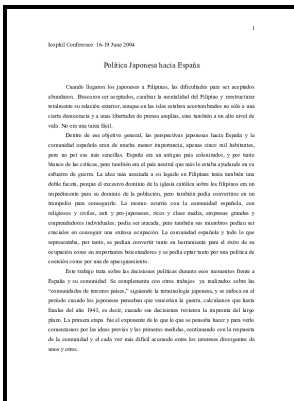 1
Icophil Conference 16-19 June 2004
Política Japonesa hacia España
Cuando llegaron los japoneses a Filipinas, las dificultades para ser aceptados
abundaron. Buscaron ser aceptados, cambiar la mentalidad del Filipino y reestructurar
totalmente su relación exterior, aunque en las islas estaban acostumbrados no sólo a una
cierta democracia y a unas libertades de prensa amplias, sino también a un alto nivel de
vida. No era una tarea fácil.
Dentro de ese objetivo general, las perspectivas japonesas hacia España y la
comunidad española eran de mucha menor importancia, apenas cinco mil habitantes,
pero no por eso más sencillas. España era un antiguo país colonizador, y por tanto
blanco de las críticas, pero también era el país neutral que más le estaba ayudando en su
esfuerzo de guerra. La idea más asociada a su legado en Filipinas tenía también una
doble faceta, porque el excesivo dominio de la iglesia católica sobre los filipinos era un
impedimento para su dominio de la población, pero también podía convertirse en un
trampolín para conseguirlo. Lo mismo ocurría con la comunidad española, con
religiosos y civiles, anti y pro-japoneses, ricos y clase media, empresas grandes y
emprendedores individuales; podía ser atacada, pero también sus miembros podían ser
cruciales en conseguir una exitosa ocupación. La comunidad española y todo lo que
representaba, por tanto, se podían convertir tanto en herramienta para el éxito de su
ocupación como en importantes boicoteadores y se podía optar tanto por una política de
coerción como por una de apaciguamiento.
Este trabajo trata sobre las decisiones políticas durante esos momentos frente a
España y su comunidad. Se complementa con otros trabajos ya realizados sobre las
"comunidades de terceros países," siguiendo la terminología japonesa, y se enfoca en el
periodo cuando los japoneses pensaban que vencerían la guerra, calculamos que hasta
finales del año 1943, es decir, cuando sus decisiones tuvieron la impronta del largo
plazo. La primera etapa fue el exponente de lo que lo que se pensaba hacer y para verlo
comenzamos por las ideas previas y las primeras medidas, continuando con la respuesta
de la comunidad y el cada vez más difícil acomodo entre los intereses divergentes de
unos y otros.